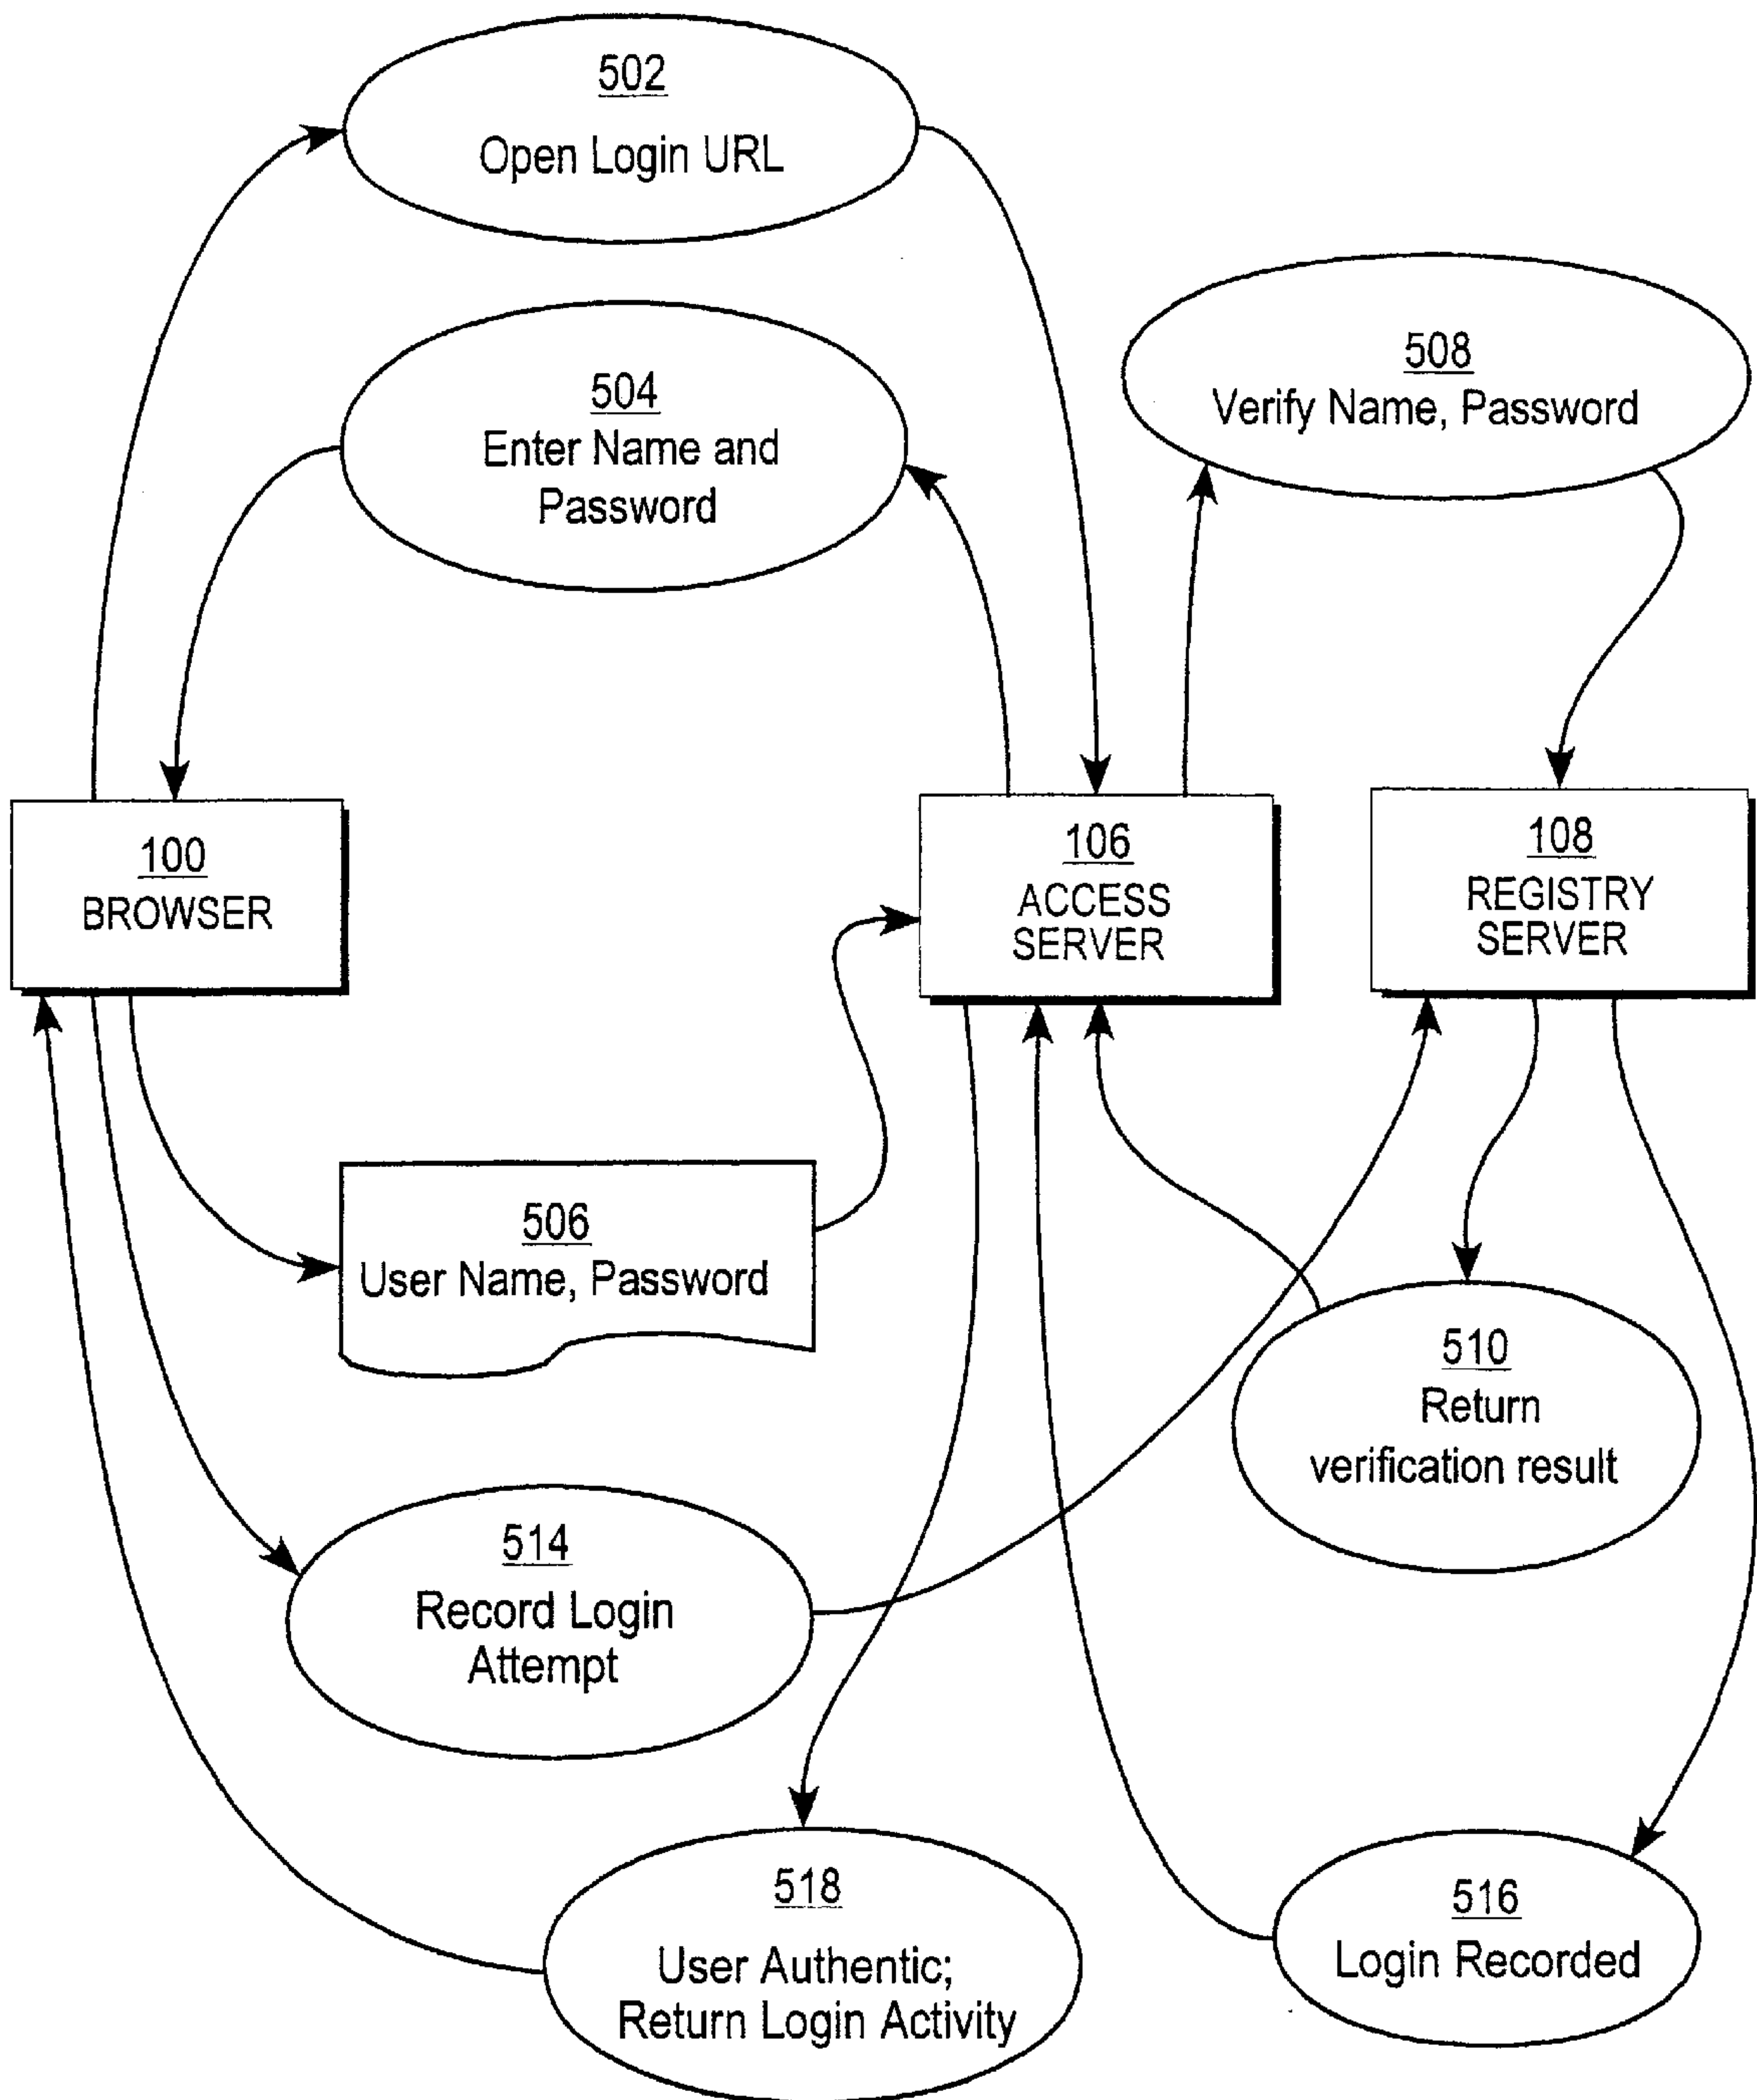 502
Open Login URL
504
Enter Name and
Password
508
Verify Name, Password
100
BROWSER
106
ACCESS
SERVER
108
REGISTRY
SERVER
506
User Name, Password
510
Return
verification result
514
Record Login
Attempt
518
User Authentic;
Return Login Activity
516
Login Recorded